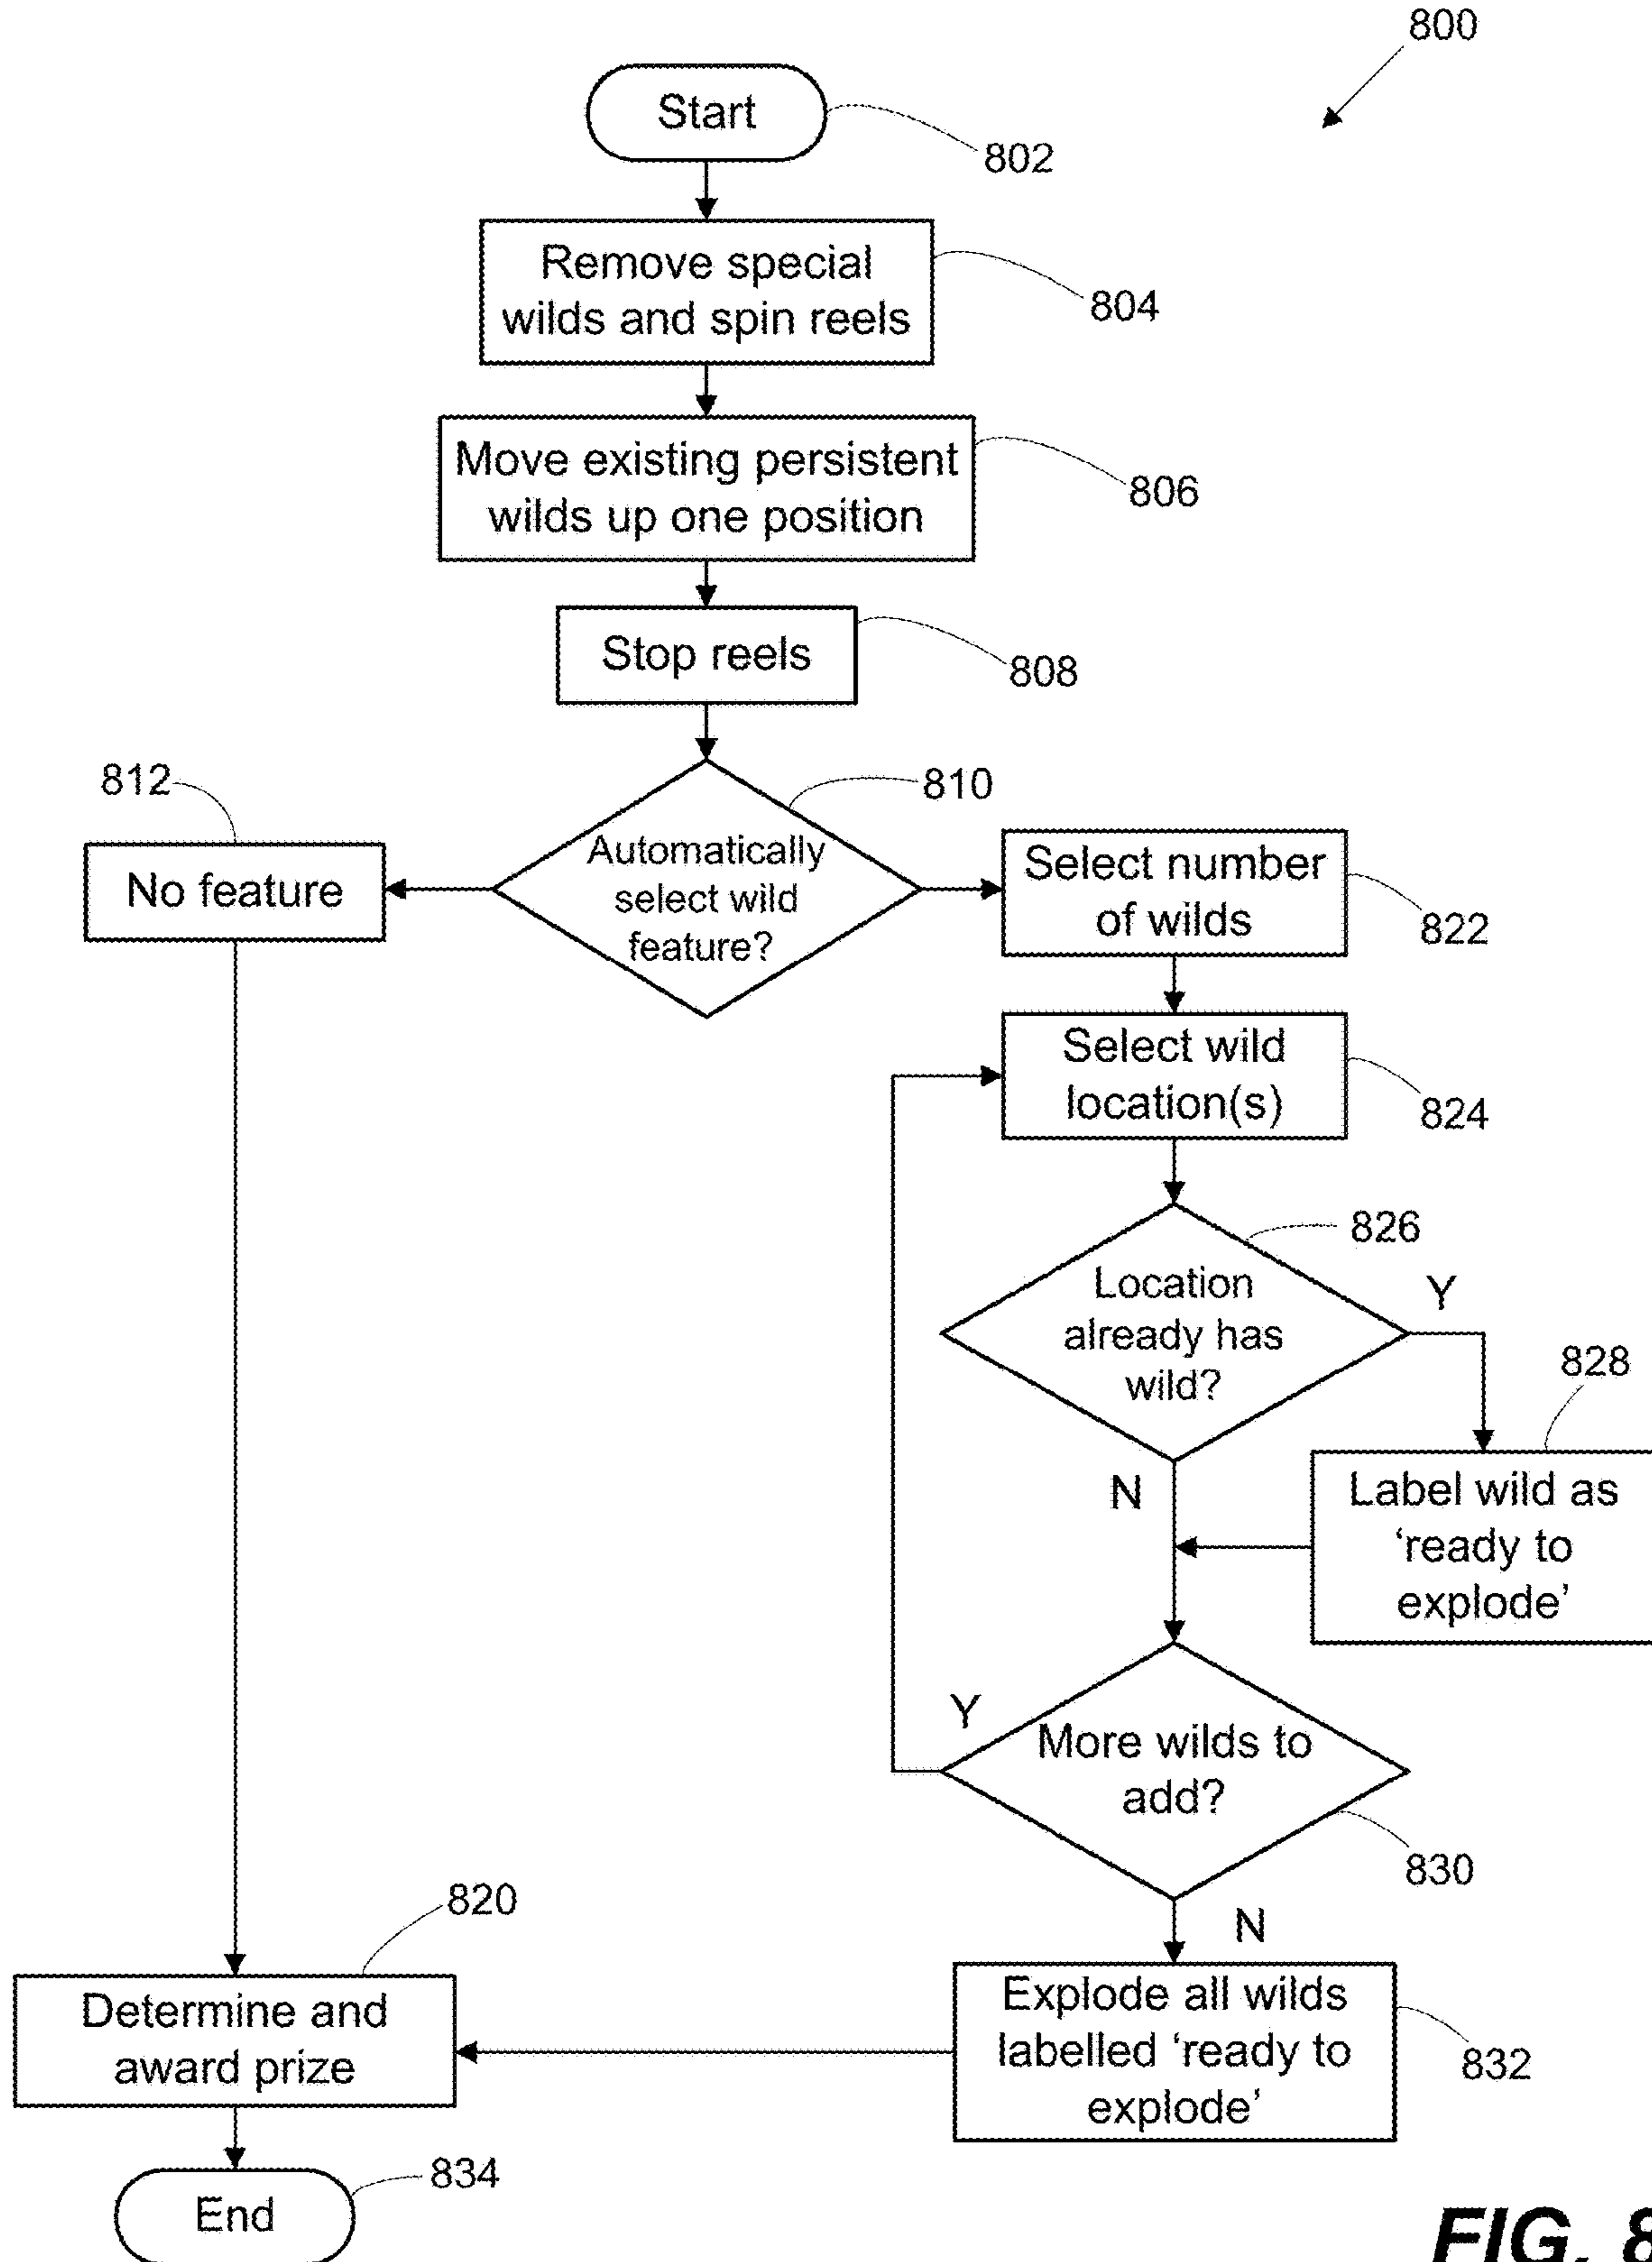 800
Start
802
Remove special
wilds and spin reels
804
Move existing persistent
wilds up one position
806
Stop reels
808
812
810
No feature
Automatically
select wild
feature?
Select number
of wilds
822
Select wild
location(s)
824
826
Location
already has
wild?
Y
828
N
Label wild as
‘ready to
explode’
Y
More wilds to
add?
830
820
N
Determine and
award prize
Explode all wilds
labelled ‘ready to
explode’
832
834
End
FIG. 8